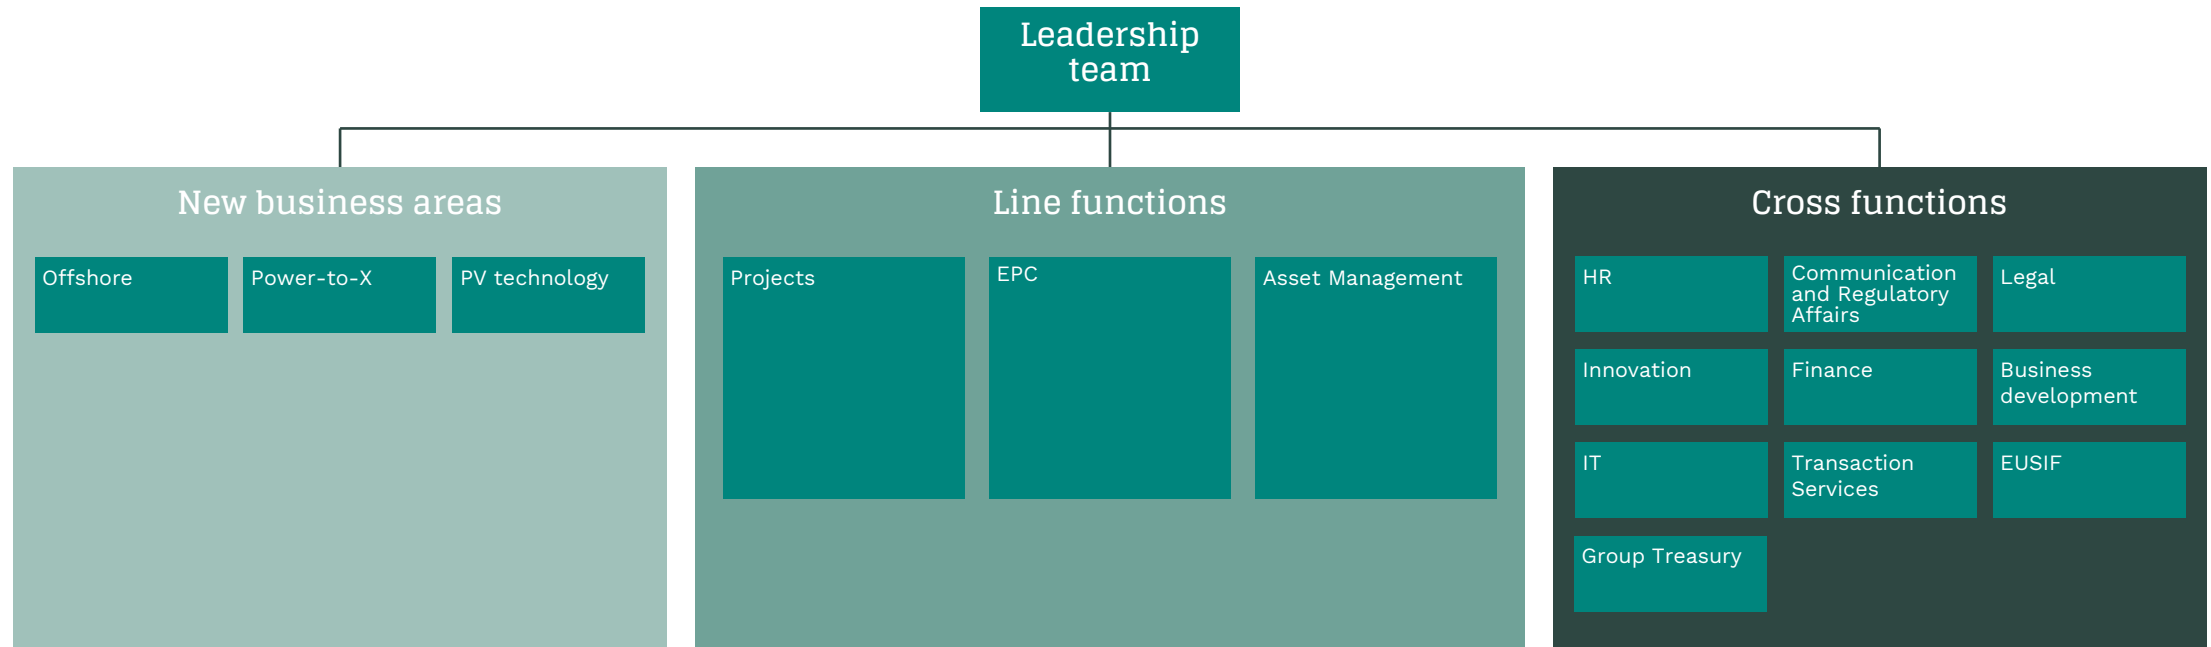 Leadership
team
New business areas
Line functions
Cross functions
Offshore
Power-to-X
PV technology
Projects
EPC
Asset Management
HR
Communication
and Regulatory
Affairs
Legal
Innovation
Finance
Business
development
IT
Transaction
Services
EUSIF
Group Treasury